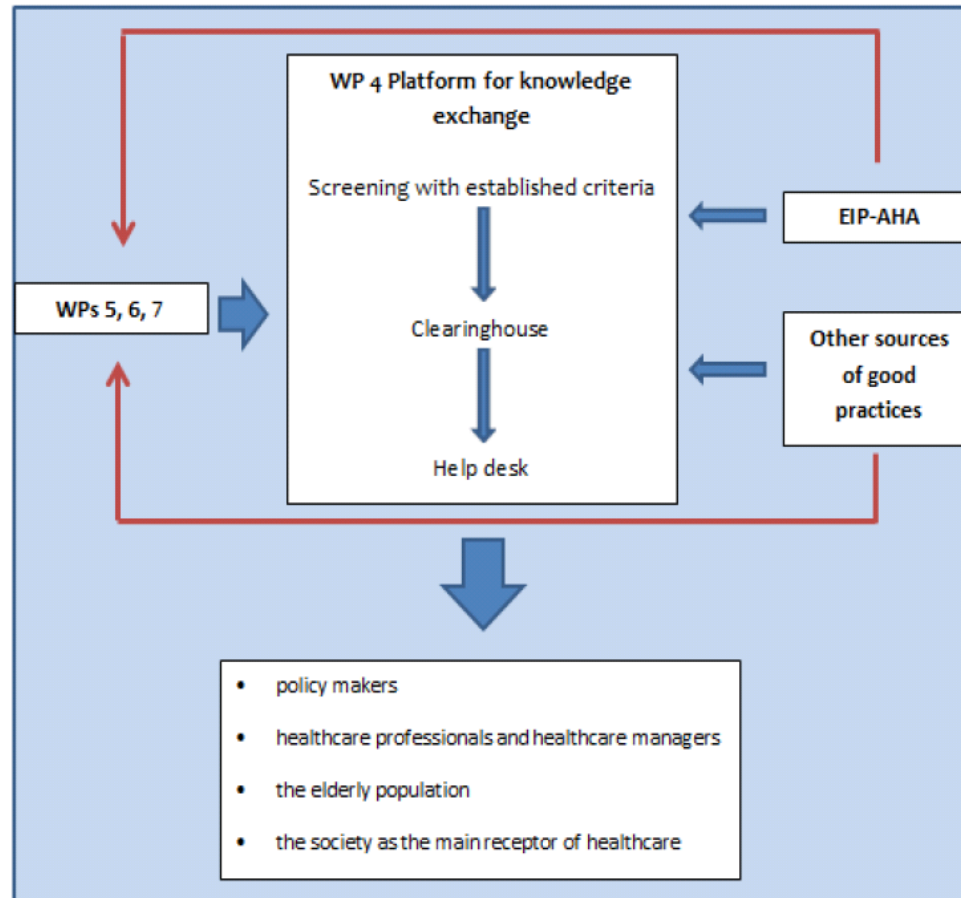 WP 4 Platform for knowledge
exchange
Screening with established criteria
EIP-AHA
WPs 5, 6, 7
Clearinghouse
Other sources
of good
practices
Help desk
• policy makers
• healthcare professionals and healthcare managers
• the elderly population
• the society as the main receptor of healthcare